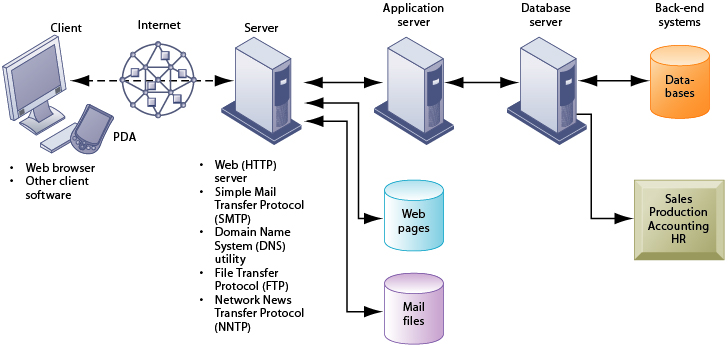 Client
Internet
Server
Application
server
Database
server
Back-end
systems
Data-
bases
PDA
• Web browser
• Other client
software
• Web (HTTP)
server
• Simple Mail
Transfer Protocol
(SMTP)
• Domain Name
System (DNS)
utility
• File Transfer
Protocol (FTP)
• Network News
Transfer Protocol
(NNTP)
Web
pages
Mail
files
Sales
Production
Accounting
HR